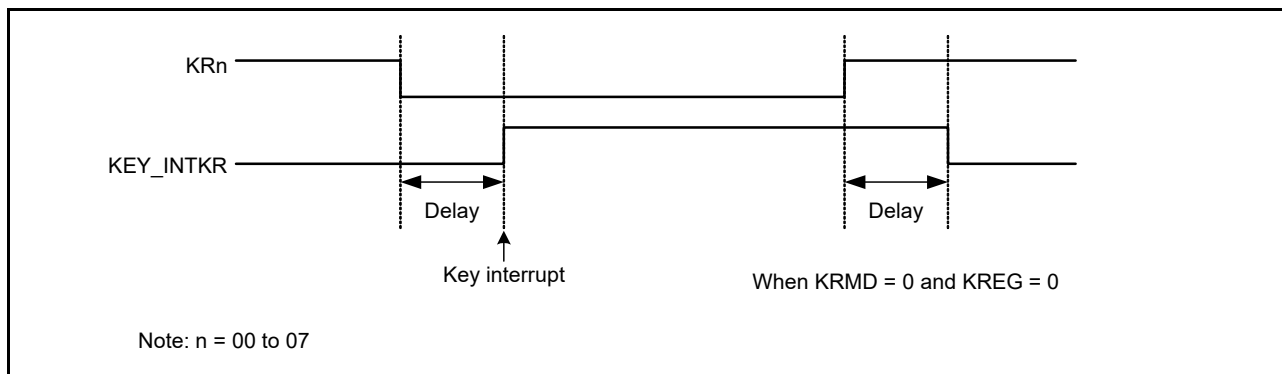 KRn
KEY_INTKR
Delay
Delay
Key interrupt
When KRMD = 0 and KREG = 0
Note: n = 00 to 07